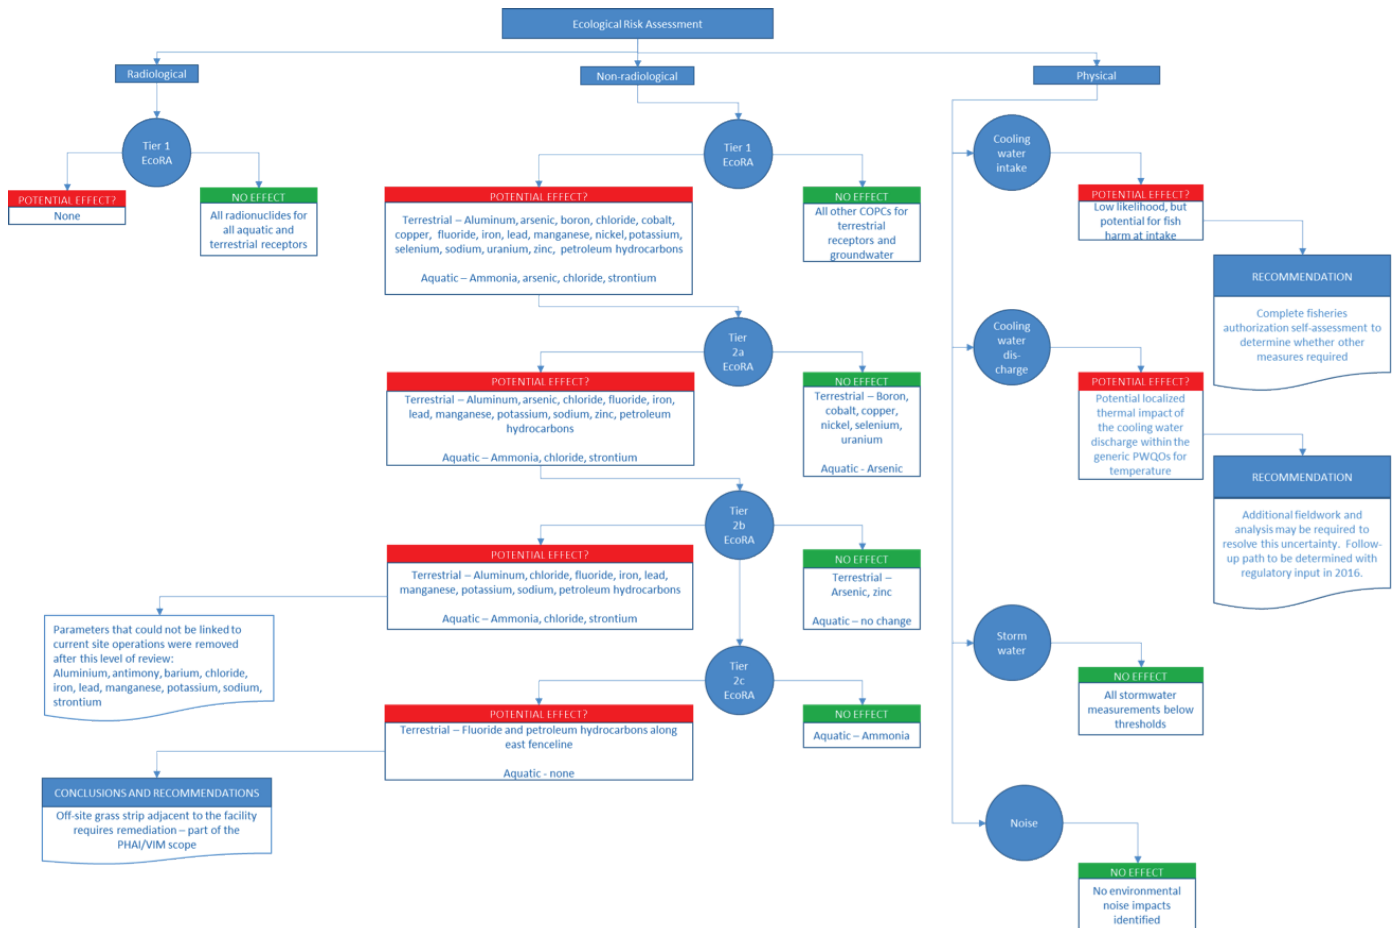 Ecological Risk Assessment
Radiological
Non-radiological
Physical
Tier 1
EcoRA
POTENTIAL EFFECT?
None
NO EFFECT
All radionuclides for
all aquatic and
terrestrial receptors
Tier 1
EcoRA
POTENTIAL EFFECT?
Terrestrial – Aluminum, arsenic, boron, chloride, cobalt,
copper, fluoride, iron, lead, manganese, nickel, potassium,
selenium, sodium, uranium, zinc, petroleum hydrocarbons
Aquatic – Ammonia, arsenic, chloride, strontium
NO EFFECT
All other COPCs for
terrestrial
receptors and
groundwater
Tier
2a
EcoRA
POTENTIAL EFFECT?
Terrestrial – Aluminum, arsenic, chloride, fluoride, iron,
lead, manganese, potassium, sodium, zinc, petroleum
hydrocarbons
Aquatic – Ammonia, chloride, strontium
NO EFFECT
Terrestrial – Boron,
cobalt, copper,
nickel, selenium,
uranium
Aquatic - Arsenic
Tier
2b
EcoRA
POTENTIAL EFFECT?
Terrestrial – Aluminum, chloride, fluoride, iron, lead,
manganese, potassium, sodium, petroleum hydrocarbons
Aquatic – Ammonia, chloride, strontium
NO EFFECT
Terrestrial –
Arsenic, zinc
Aquatic – no change
Parameters that could not be linked to
current site operations were removed
after this level of review:
Aluminium, antimony, barium, chloride,
iron, lead, manganese, potassium, sodium,
strontium
Tier
2c
EcoRA
POTENTIAL EFFECT?
Terrestrial – Fluoride and petroleum hydrocarbons along
east fenceline
Aquatic - none
NO EFFECT
Aquatic – Ammonia
CONCLUSIONS AND RECOMMENDATIONS
Off-site grass strip adjacent to the facility
requires remediation – part of the
PHAI/VIM scope
Cooling
water
intake
POTENTIAL EFFECT?
Low likelihood, but
potential for fish
harm at intake
RECOMMENDATION
Complete fisheries
authorization self-assessment to
determine whether other
measures required
Cooling
water
dis-
charge
POTENTIAL EFFECT?
Potential localized
thermal impact of
the cooling water
discharge within the
generic PWQOs for
temperature
RECOMMENDATION
Additional fieldwork and
analysis may be required to
resolve this uncertainty. Follow-
up path to be determined with
regulatory input in 2016.
Storm
water
NO EFFECT
All stormwater
measurements below
thresholds
Noise
NO EFFECT
No environmental
noise impacts
identified